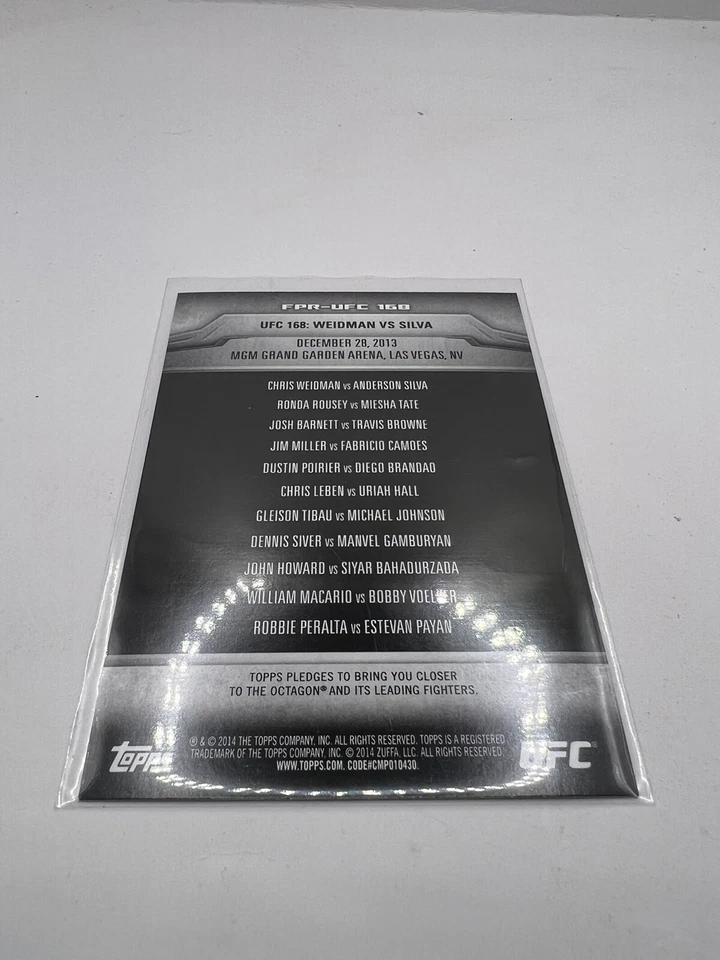 FPR-UFC 168
UFC 168: WEIDMAN VS SILVA
DECEMBER 28, 2013
MGM GRAND GARDEN ARENA, LAS VEGAS, NV
CHRIS WEIDMAN VS ANDERSON SILVA
RONDA ROUSEY VS MIESHA TATE
JOSH BARNETT VS TRAVIS BROWNE
JIM MILLER VS FABRICIO CAMOES
DUSTIN POIRIER VS DIEGO BRANDAO
CHRIS LEBEN VS URIAH HALL
GLEISON TIBAU VS MICHAEL JOHNSON
DENNIS SIVER VS MANVEL GAMBURYAN
JOHN HOWARD VS SIYAR BAHADURZADA
WILLIAM MACARIO VS BOBBY VOELKER
ROBBIE PERALTA VS ESTEVAN PAYAN
TOPPS PLEDGES TO BRING YOU CLOSER
TO THE OCTAGON® AND ITS LEADING FIGHTERS.
® & © 2014 THE TOPPS COMPANY, INC. ALL RIGHTS RESERVED. TOPPS IS A REGISTERED
TRADEMARK OF THE TOPPS COMPANY, INC. © 2014 ZUFFA, LLC. ALL RIGHTS RESERVED.
WWW.TOPPS.COM. CODE#CMP010430.
Topps
UFC®